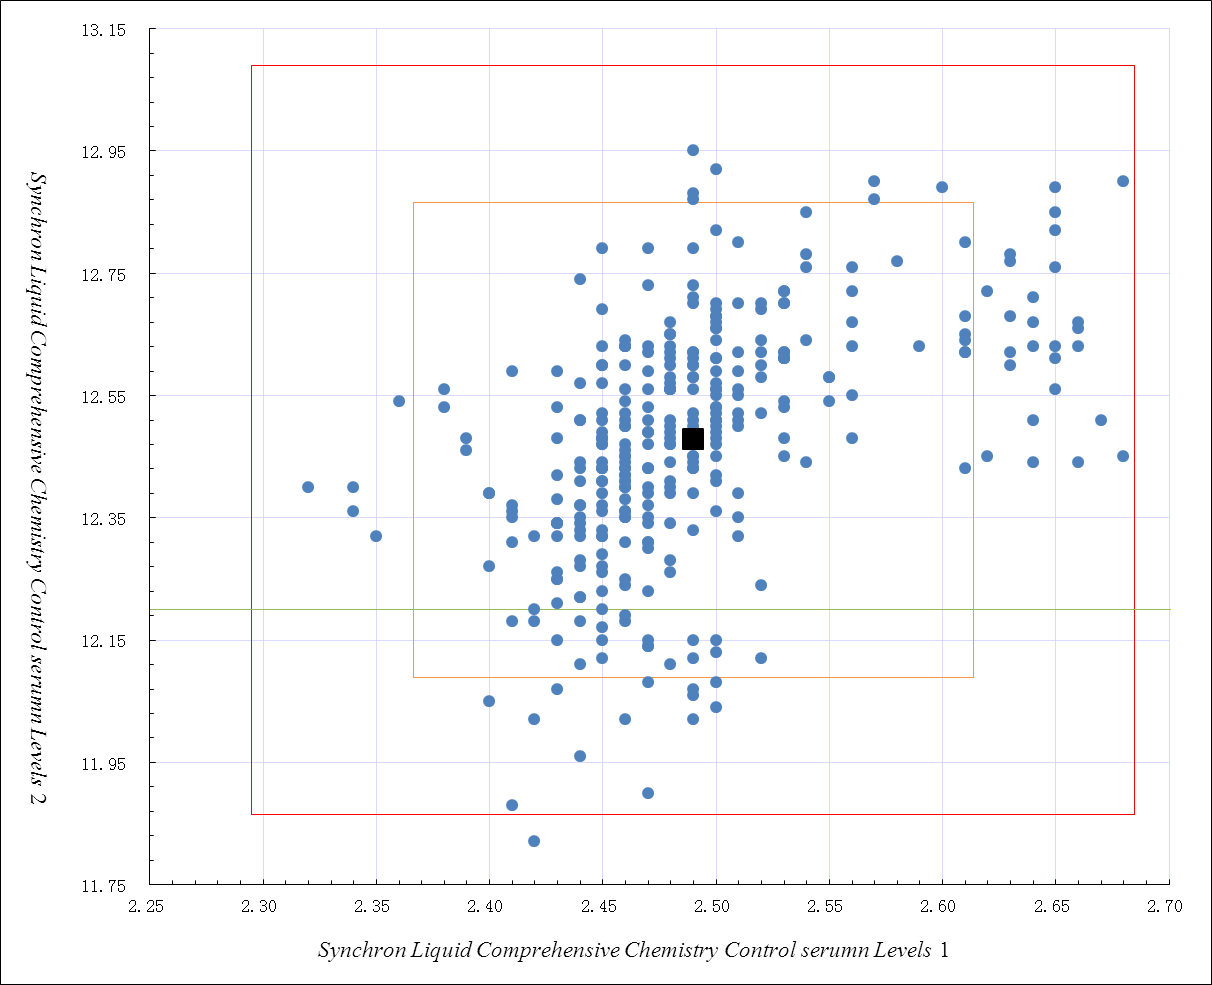 13.15
12.95
12.75
12.55
12.35
12.15
11.95
11.75
Synchron Liquid Comprehensive Chemistry Control serumn Levels 2
2.25 2.30 2.35 2.40 2.45 2.50 2.55 2.60 2.65 2.70
Synchron Liquid Comprehensive Chemistry Control serumn Levels 1